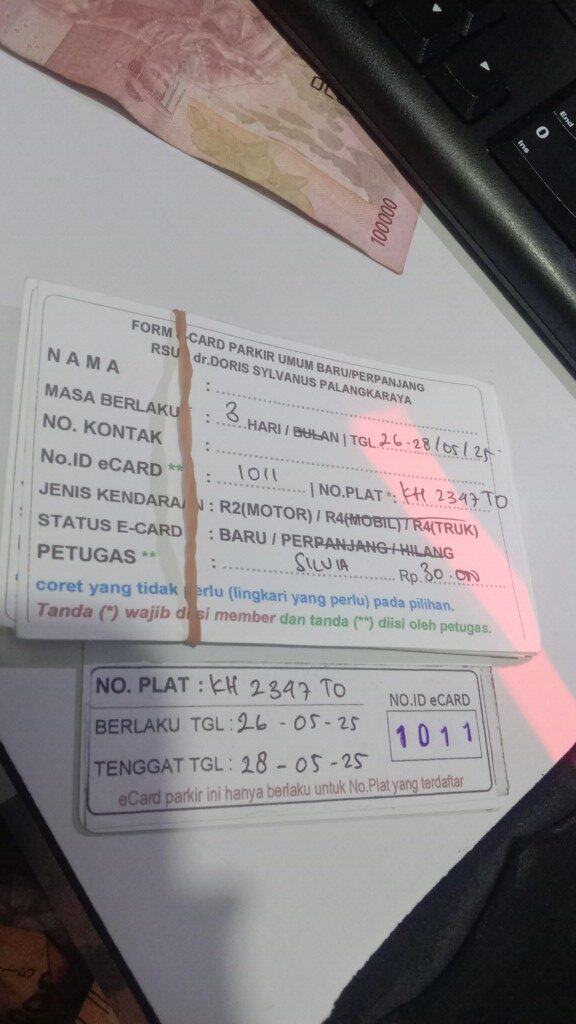 100000
End
0
Ins
FORM E-CARD PARKIR UMUM BARU/PERPANJANG
RSUD dr.DORIS SYLVANUS PALANGKARAYA
NAMA :
MASA BERLAKU : 3 HARI / BULAN | TGL 26-28/05/25
NO. KONTAK :
No.ID eCARD ** : 1011 | NO.PLAT *: KH 2397 TO
JENIS KENDARAAN : R2(MOTOR) / R4(MOBIL) / R4(TRUK)
STATUS E-CARD : BARU / PERPANJANG / HILANG
PETUGAS ** : SILVIA Rp.30.000
coret yang tidak perlu (lingkari yang perlu) pada pilihan.
Tanda (*) wajib diisi member dan tanda (**) diisi oleh petugas.
NO. PLAT : KH 2397 TO
NO.ID eCARD
BERLAKU TGL : 26 - 05 - 25
1011
TENGGAT TGL : 28 - 05 - 25
eCard parkir ini hanya berlaku untuk No.Plat yang terdaftar